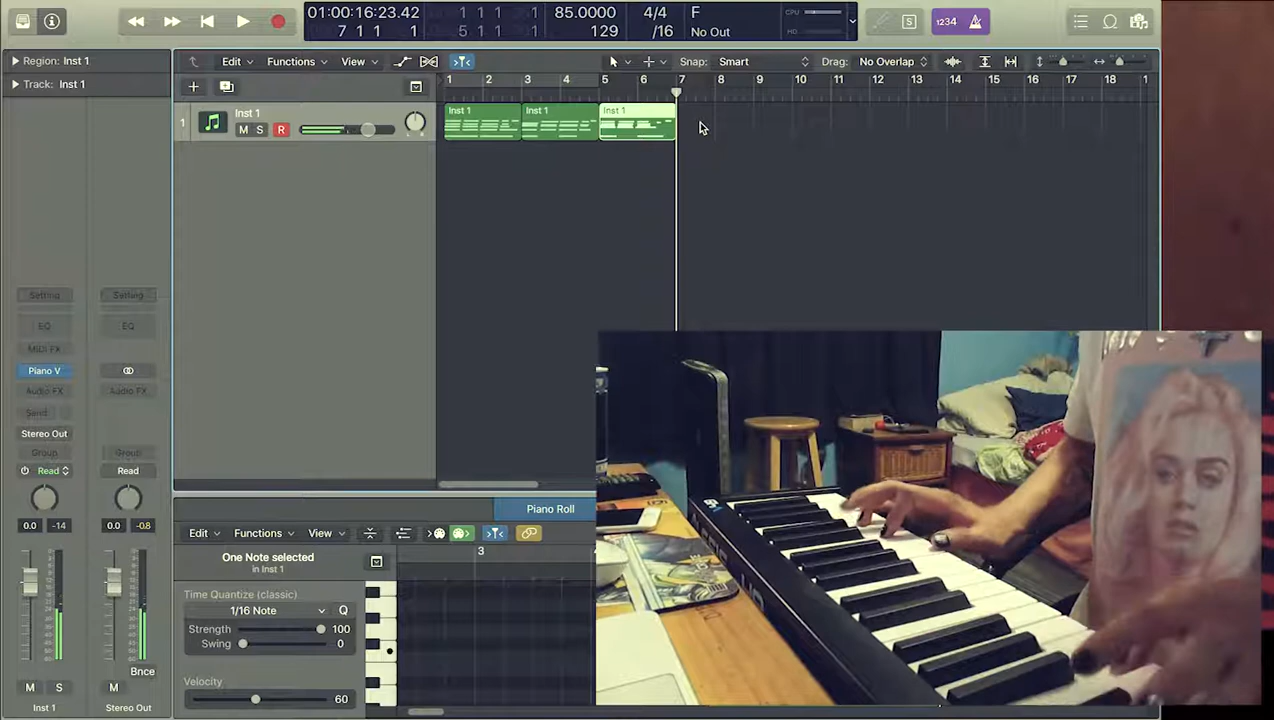 01:00:16:23.42 1 1 1 85.0000 4/4 F CPU
7 1 1 1 1 1 1 129 /16 No Out HD
1234
Region: Inst 1
Edit Functions View Snap: Smart Drag: No Overlap
Track: Inst 1
1 2 3 4 5 6 7 8 9 10 11 12 13 14 15 16 17 18 1
1 Inst 1
M S R
Inst 1 Inst 1 Inst 1
Setting Setting
EQ EQ
MIDI FX
Piano V
Audio FX Audio FX
Send
Stereo Out
Group Group
Read Read
0.0 -14 0.0 -0.8
Bnce
M S M
Inst 1 Stereo Out
Piano Roll
Edit Functions View
One Note selected
in Inst 1
3
Time Quantize (classic)
1/16 Note Q
Strength 100
Swing 0
Velocity
60